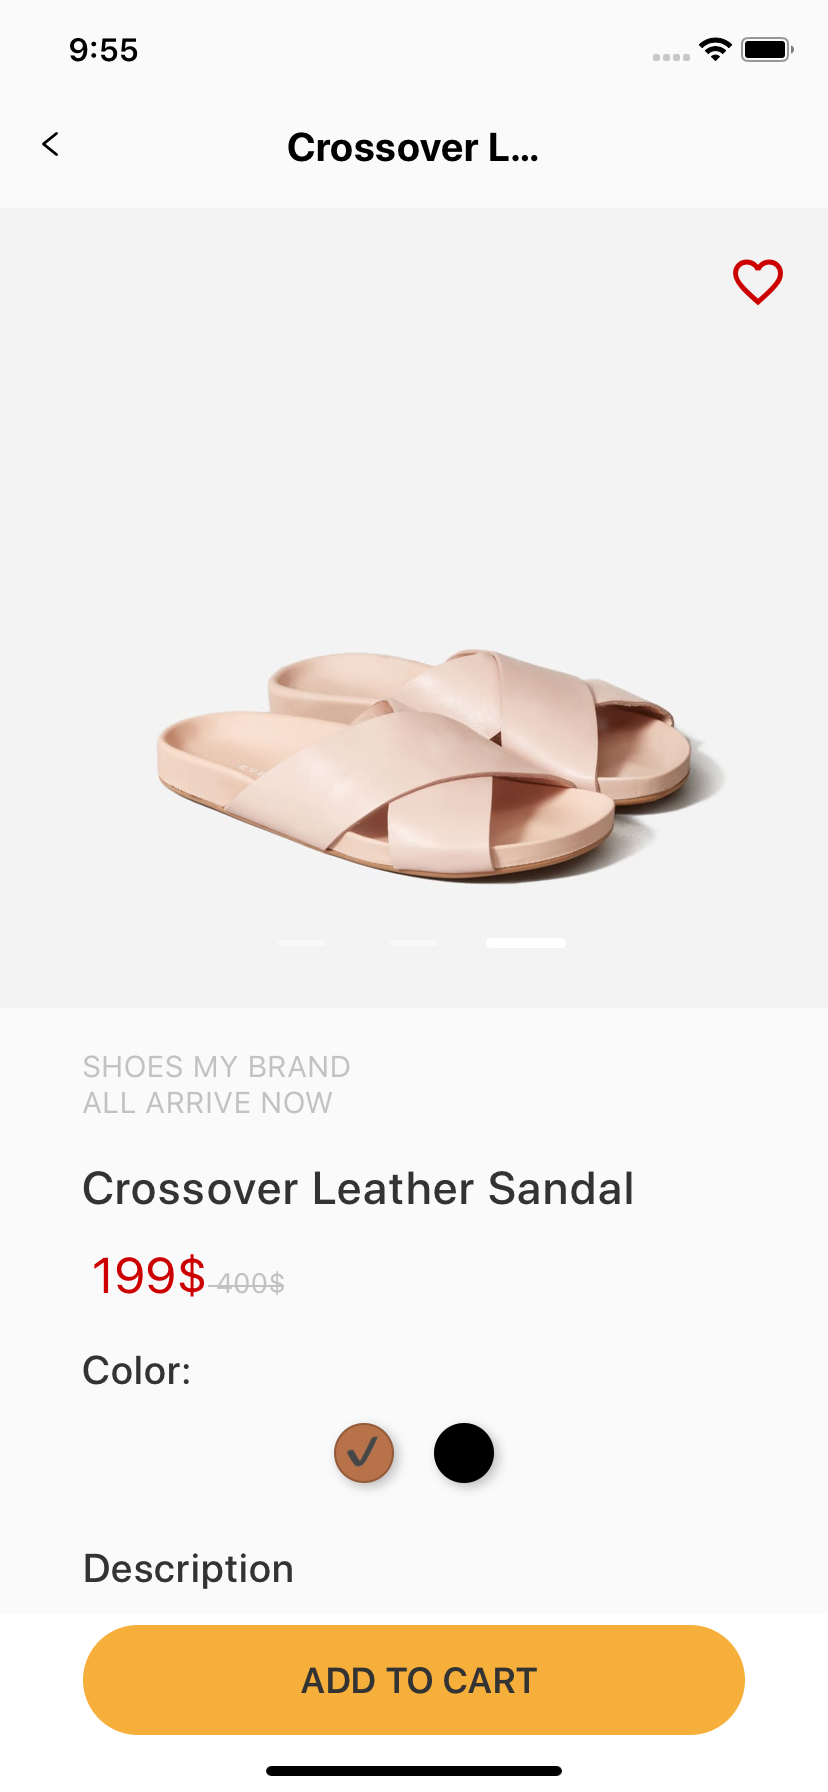 9:55
Crossover L...
SHOES MY BRAND
ALL ARRIVE NOW
Crossover Leather Sandal
199$ 400$
Color:
Description
ADD TO CART